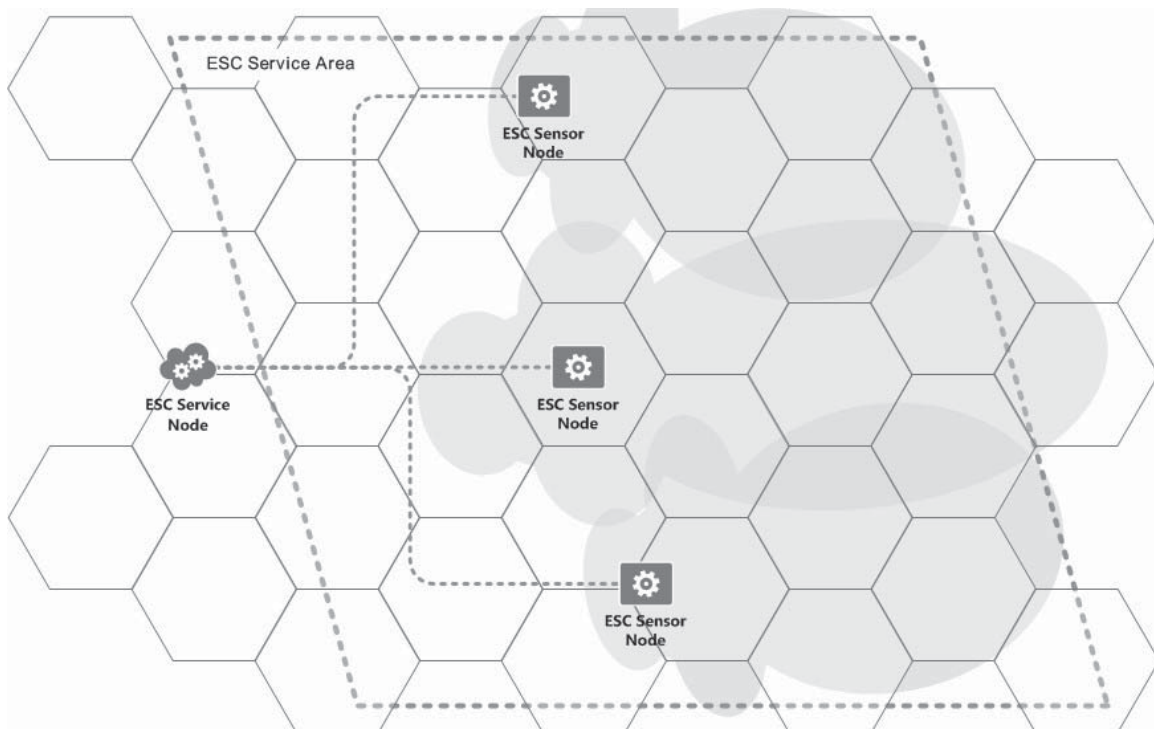 ESC Service Area
ESC Sensor
Node
ESC Service
Node
ESC Sensor
Node
ESC Sensor
Node